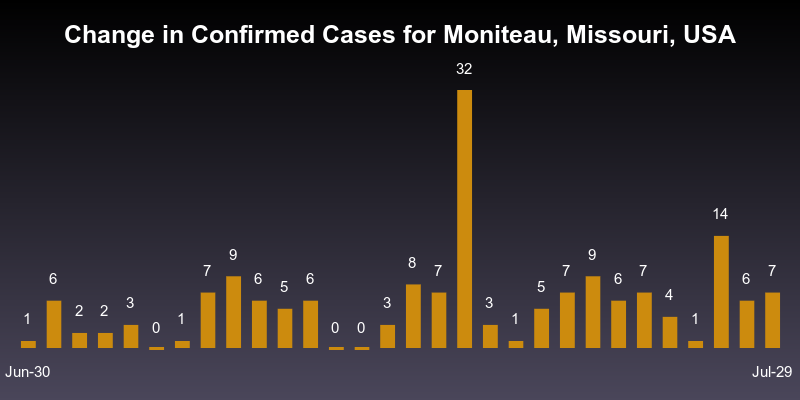 Change in Confirmed Cases for Moniteau, Missouri, USA
1 6 2 2 3 0 1 7 9 6 5 6 0 0 3 8 7 32 3 1 5 7 9 6 7 4 1 14 6 7
Jun-30 Jul-29